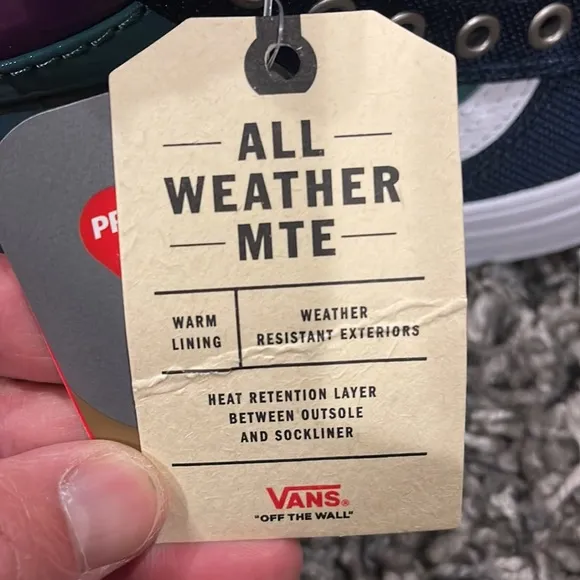 ALL
WEATHER
MTE
WARM
LINING
WEATHER
RESISTANT EXTERIORS
HEAT RETENTION LAYER
BETWEEN OUTSOLE
AND SOCKLINER
VANS®
"OFF THE WALL"